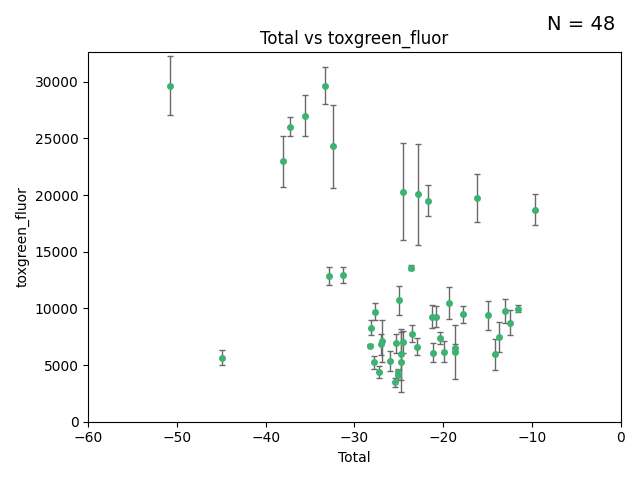 N = 48
Total vs toxgreen_fluor
30000
25000
20000
15000
10000
5000
0
toxgreen_fluor
−60 −50 −40 −30 −20 −10 0
Total